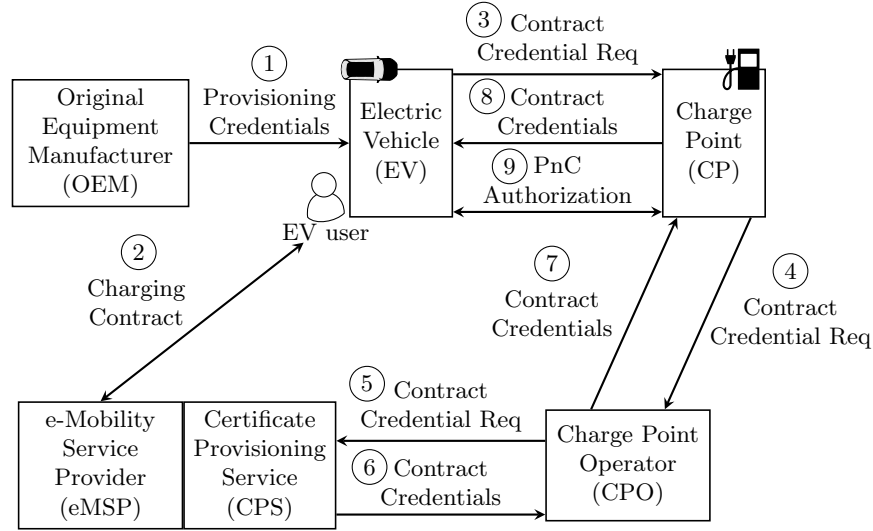 3 Contract
Credential Req
1
Provisioning
Credentials
Original
Equipment
Manufacturer
(OEM)
Electric
Vehicle
(EV)
8 Contract
Credentials
Charge
Point
(CP)
9 PnC
Authorization
EV user
2
Charging
Contract
7
Contract
Credentials
4
Contract
Credential Req
5 Contract
Credential Req
e-Mobility
Service
Provider
(eMSP)
Certificate
Provisioning
Service
(CPS)
6 Contract
Credentials
Charge Point
Operator
(CPO)